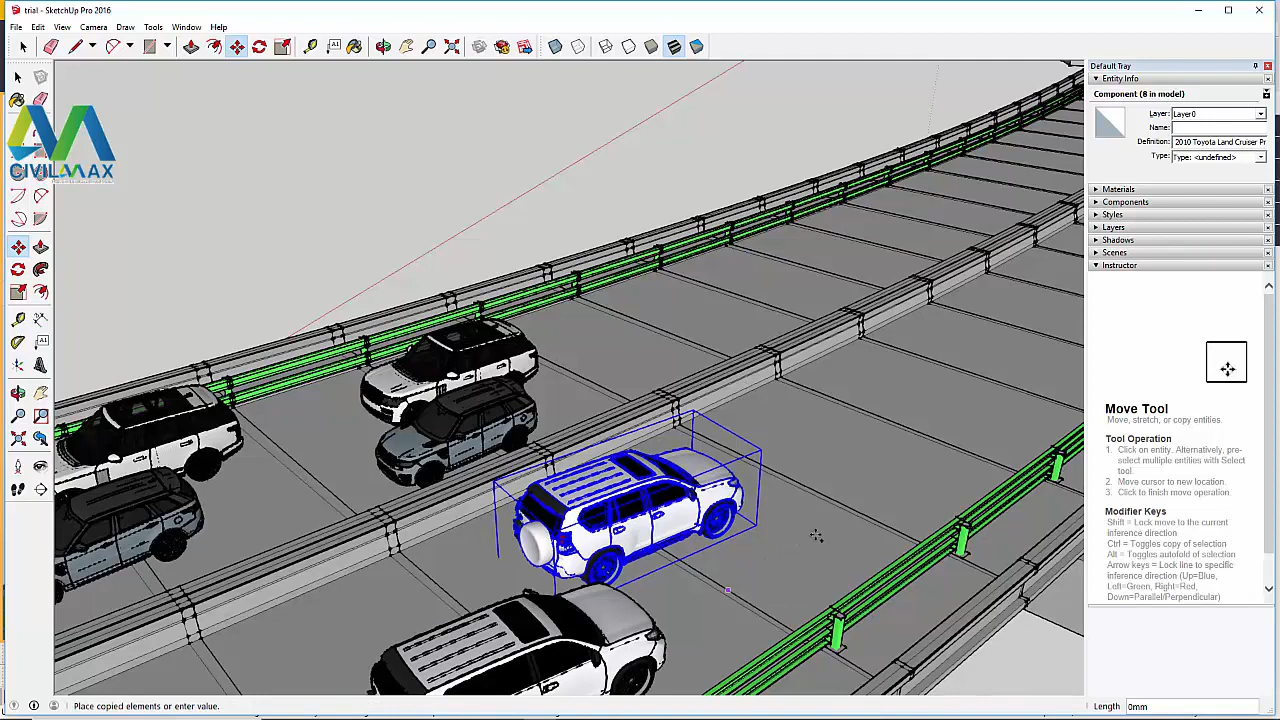 trial - SketchUp Pro 2016
File Edit View Camera Draw Tools Window Help
CIVILMAX
Default Tray
Entity Info
Component (8 in model)
Layer: Layer0
Name:
Definition: 2010 Toyota Land Cruiser Pr
Type: Type: <undefined>
Materials
Components
Styles
Layers
Shadows
Scenes
Instructor
Move Tool
Move, stretch, or copy entities.
Tool Operation
1. Click on entity. Alternatively, pre-
select multiple entities with Select
tool.
2. Move cursor to new location.
3. Click to finish move operation.
Modifier Keys
Shift = Lock move to the current
inference direction
Ctrl = Toggles copy of selection
Alt = Toggles autofold of selection
Arrow keys = Lock line to specific
inference direction (Up=Blue,
Left=Green, Right=Red,
Down=Parallel/Perpendicular)
Place copied elements or enter value.
Length 0mm